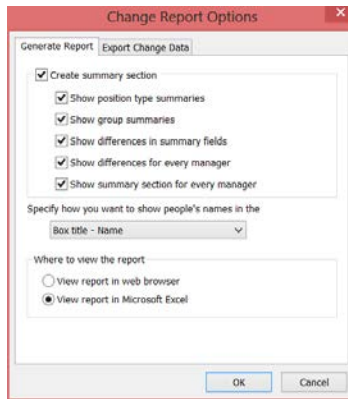 Change Report Options
Generate Report Export Change Data
Create summary section
Show position type summaries
Show group summaries
Show differences in summary fields
Show differences for every manager
Show summary section for every manager
Specify how you want to show people's names in the
Box title - Name
Where to view the report
View report in web browser
View report in Microsoft Excel
OK Cancel